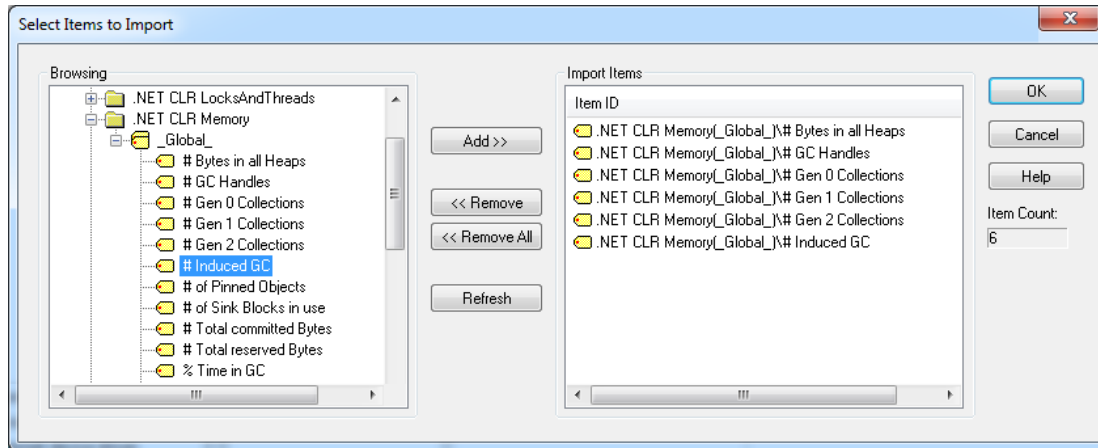 Select Items to Import
Browsing
.NET CLR LocksAndThreads
.NET CLR Memory
_Global_
# Bytes in all Heaps
# GC Handles
# Gen 0 Collections
# Gen 1 Collections
# Gen 2 Collections
# Induced GC
# of Pinned Objects
# of Sink Blocks in use
# Total committed Bytes
# Total reserved Bytes
% Time in GC
Add >>
<< Remove
<< Remove All
Refresh
Import Items
Item ID
.NET CLR Memory(_Global_)\# Bytes in all Heaps
.NET CLR Memory(_Global_)\# GC Handles
.NET CLR Memory(_Global_)\# Gen 0 Collections
.NET CLR Memory(_Global_)\# Gen 1 Collections
.NET CLR Memory(_Global_)\# Gen 2 Collections
.NET CLR Memory(_Global_)\# Induced GC
OK
Cancel
Help
Item Count:
6